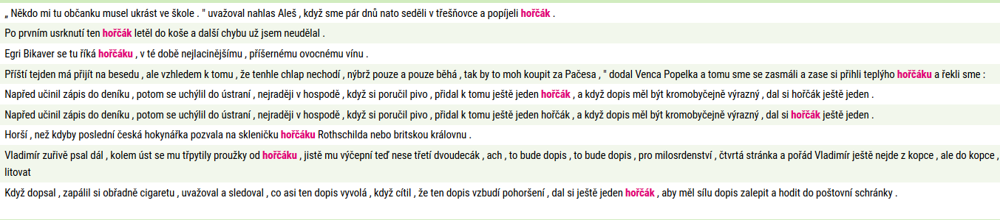 „ Někdo mi tu občanku musel ukrást ve škole . " uvažoval nahlas Aleš , když sme pár dnů nato seděli v třešňovce a popíjeli hořčák .
Po prvním usrknutí ten hořčák letěl do koše a další chybu už jsem neudělal .
Egri Bikaver se tu říká hořčáku , v té době nejlacinějšímu , příšernému ovocnému vínu .
Příští tejden má přijít na besedu , ale vzhledem k tomu , že tenhle chlap nechodí , nýbrž pouze a pouze běhá , tak by to moh koupit za Pačesa , " dodal Venca Popelka a tomu sme se zasmáli a zase si přihli teplýho hořčáku a řekli sme :
Napřed učinil zápis do deníku , potom se uchýlil do ústraní , nejraději v hospodě , když si poručil pivo , přidal k tomu ještě jeden hořčák , a když dopis měl být kromobyčejně výrazný , dal si hořčák ještě jeden .
Napřed učinil zápis do deníku , potom se uchýlil do ústraní , nejraději v hospodě , když si poručil pivo , přidal k tomu ještě jeden hořčák , a když dopis měl být kromobyčejně výrazný , dal si hořčák ještě jeden .
Horší , než kdyby poslední česká hokynářka pozvala na skleničku hořčáku Rothschilda nebo britskou královnu .
Vladimír zuřivě psal dál , kolem úst se mu třpytily proužky od hořčáku , jistě mu výčepní teď nese třetí dvoudecák , ach , to bude dopis , to bude dopis , pro milosrdenství , čtvrtá stránka a pořád Vladimír ještě nejde z kopce , ale do kopce ,
litovat
Když dopsal , zapálil si obřadně cigaretu , uvažoval a sledoval , co asi ten dopis vyvolá , když cítil , že ten dopis vzbudí pohoršení , dal si ještě jeden hořčák , aby měl sílu dopis zalepit a hodit do poštovní schránky .